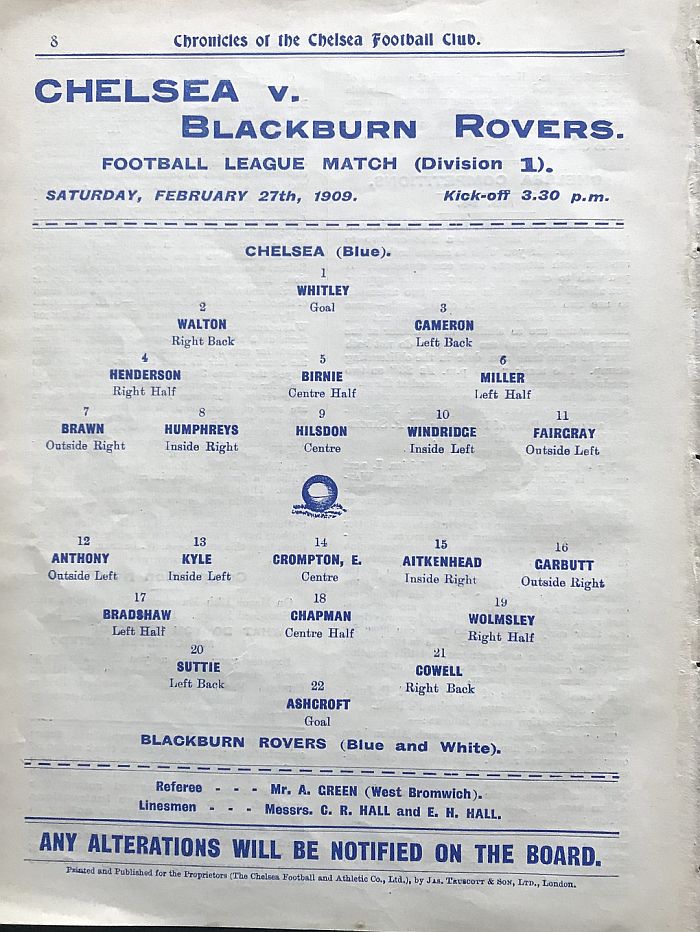 8 Chronicles of the Chelsea Football Club.
CHELSEA v.
BLACKBURN ROVERS.
FOOTBALL LEAGUE MATCH (Division 1).
SATURDAY, FEBRUARY 27th, 1909. Kick-off 3.30 p.m.
CHELSEA (Blue).
1
WHITLEY
Goal
2 3
WALTON CAMERON
Right Back Left Back
4 5 6
HENDERSON BIRNIE MILLER
Right Half Centre Half Left Half
7 8 9 10 11
BRAWN HUMPHREYS HILSDON WINDRIDGE FAIRGRAY
Outside Right Inside Right Centre Inside Left Outside Left
12 13 14 15 16
ANTHONY KYLE CROMPTON, E. AITKENHEAD GARBUTT
Outside Left Inside Left Centre Inside Right Outside Right
17 18 19
BRADSHAW CHAPMAN WOLMSLEY
Left Half Centre Half Right Half
20 21
SUTTIE COWELL
Left Back Right Back
22
ASHCROFT
Goal
BLACKBURN ROVERS (Blue and White).
Referee - - - Mr. A. GREEN (West Bromwich).
Linesmen - - - Messrs. C. R. HALL and E. H. HALL.
ANY ALTERATIONS WILL BE NOTIFIED ON THE BOARD.
Printed and Published for the Proprietors (The Chelsea Football and Athletic Co., Ltd.), by JAS. TRUSCOTT & SON, LTD., London.